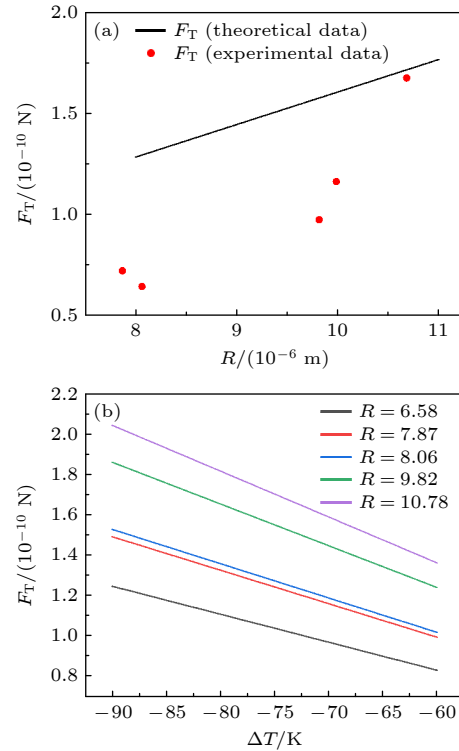 (a)
F_T (theoretical data)
F_T (experimental data)
2.0
1.5
1.0
0.5
F_T/(10⁻¹⁰ N)
8 9 10 11
R/(10⁻⁶ m)
(b)
R = 6.58
R = 7.87
R = 8.06
R = 9.82
R = 10.78
2.2
2.0
1.8
1.6
1.4
1.2
1.0
0.8
F_T/(10⁻¹⁰ N)
−90 −85 −80 −75 −70 −65 −60
ΔT/K